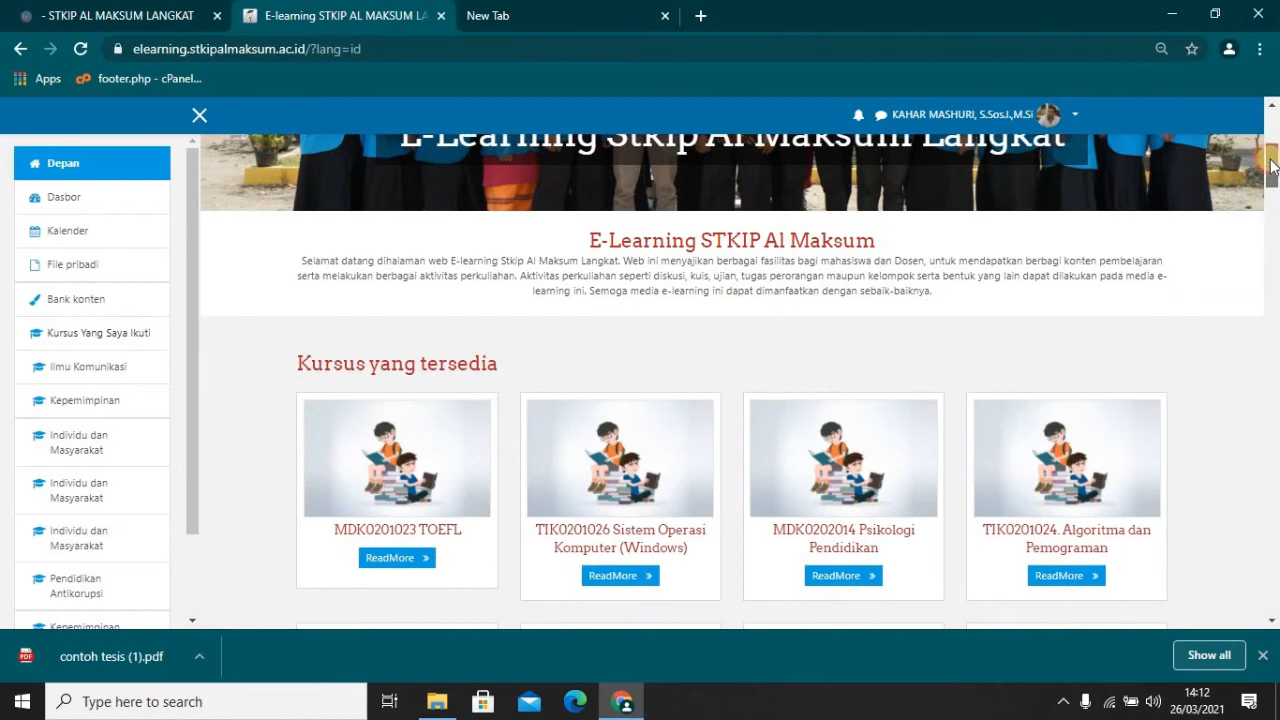 - STKIP AL MAKSUM LANGKAT
E-learning STKIP AL MAKSUM LA
New Tab
elearning.stkipalmaksum.ac.id/?lang=id
Apps
footer.php - cPanel...
KAHAR MASHURI, S.Sos.I.,M.Si
E-Learning Stkip Al Maksum Langkat
Depan
Dasbor
Kalender
File pribadi
Bank konten
Kursus Yang Saya Ikuti
Ilmu Komunikasi
Kepemimpinan
Individu dan
Masyarakat
Individu dan
Masyarakat
Individu dan
Masyarakat
Pendidikan
Antikorupsi
Kepemimpinan
E-Learning STKIP Al Maksum
Selamat datang dihalaman web E-learning Stkip Al Maksum Langkat. Web ini menyajikan berbagai fasilitas bagi mahasiswa dan Dosen, untuk mendapatkan berbagi konten pembelajaran
serta melakukan berbagai aktivitas perkuliahan. Aktivitas perkuliahan seperti diskusi, kuis, ujian, tugas perorangan maupun kelompok serta bentuk yang lain dapat dilakukan pada media e-
learning ini. Semoga media e-learning ini dapat dimanfaatkan dengan sebaik-baiknya.
Kursus yang tersedia
MDK0201023 TOEFL
ReadMore »
TIK0201026 Sistem Operasi
Komputer (Windows)
ReadMore »
MDK0202014 Psikologi
Pendidikan
ReadMore »
TIK0201024. Algoritma dan
Pemograman
ReadMore »
PDF
contoh tesis (1).pdf
Show all
Type here to search
14:12
26/03/2021